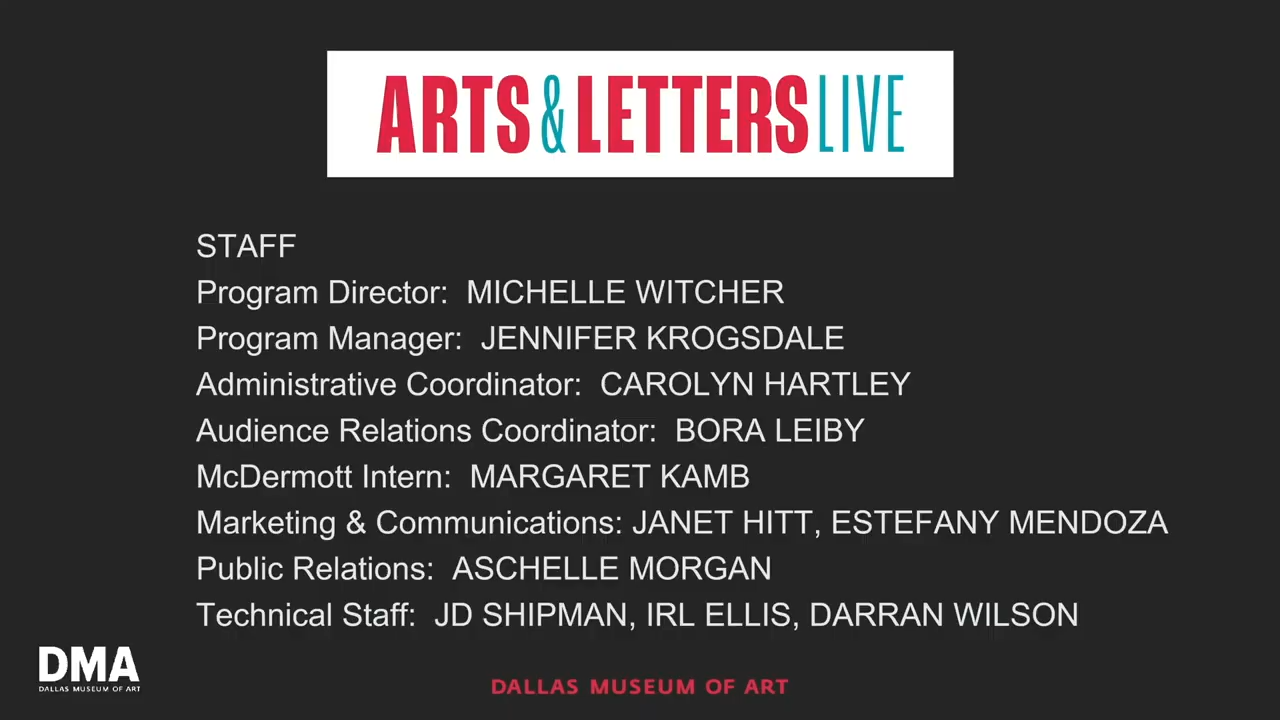 ARTS & LETTERS LIVE
STAFF
Program Director: MICHELLE WITCHER
Program Manager: JENNIFER KROGSDALE
Administrative Coordinator: CAROLYN HARTLEY
Audience Relations Coordinator: BORA LEIBY
McDermott Intern: MARGARET KAMB
Marketing & Communications: JANET HITT, ESTEFANY MENDOZA
Public Relations: ASCHELLE MORGAN
Technical Staff: JD SHIPMAN, IRL ELLIS, DARRAN WILSON
DMA
DALLAS MUSEUM OF ART
DALLAS MUSEUM OF ART